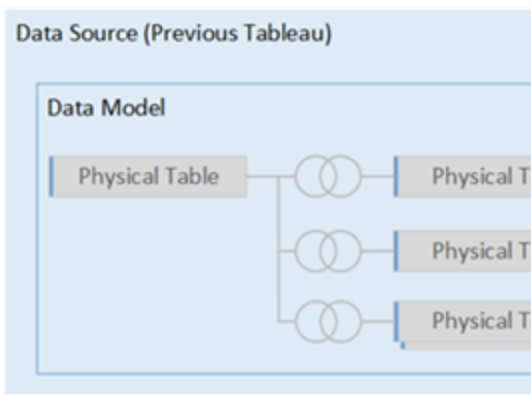 Data Source (Previous Tableau)
Data Model
Physical Table
Physical T
Physical T
Physical T